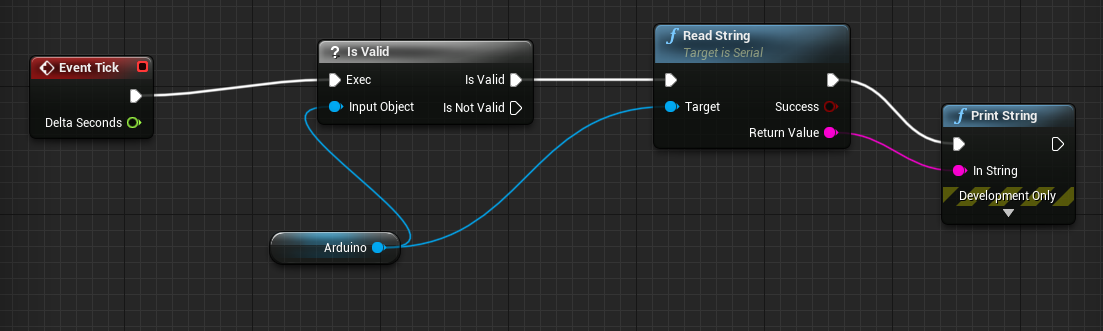 Event Tick
Delta Seconds
? Is Valid
Exec
Is Valid
Input Object
Is Not Valid
Arduino
f Read String
Target is Serial
Target
Success
Return Value
f Print String
In String
Development Only